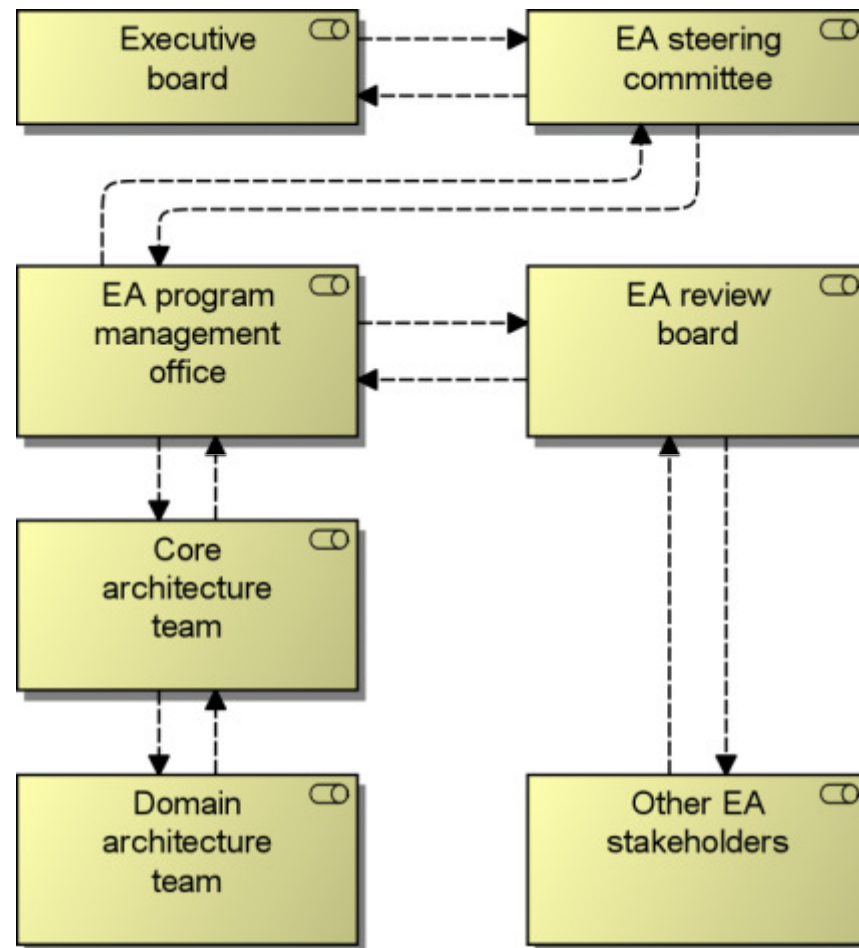 Executive
board
EA steering
committee
EA program
management
office
EA review
board
Core
architecture
team
Domain
architecture
team
Other EA
stakeholders